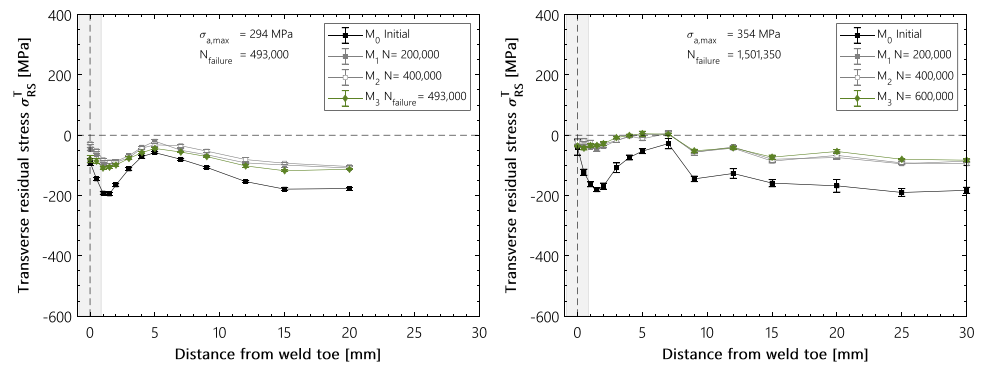 400
200
0
-200
-400
-600
Transverse residual stress σᵀRS [MPa]
σa,max = 294 MPa
Nfailure = 493,000
M0 Initial
M1 N= 200,000
M2 N= 400,000
M3 Nfailure= 493,000
0 5 10 15 20 25 30
Distance from weld toe [mm]
400
200
0
-200
-400
-600
Transverse residual stress σᵀRS [MPa]
σa,max = 354 MPa
Nfailure = 1,501,350
M0 Initial
M1 N= 200,000
M2 N= 400,000
M3 N= 600,000
0 5 10 15 20 25 30
Distance from weld toe [mm]